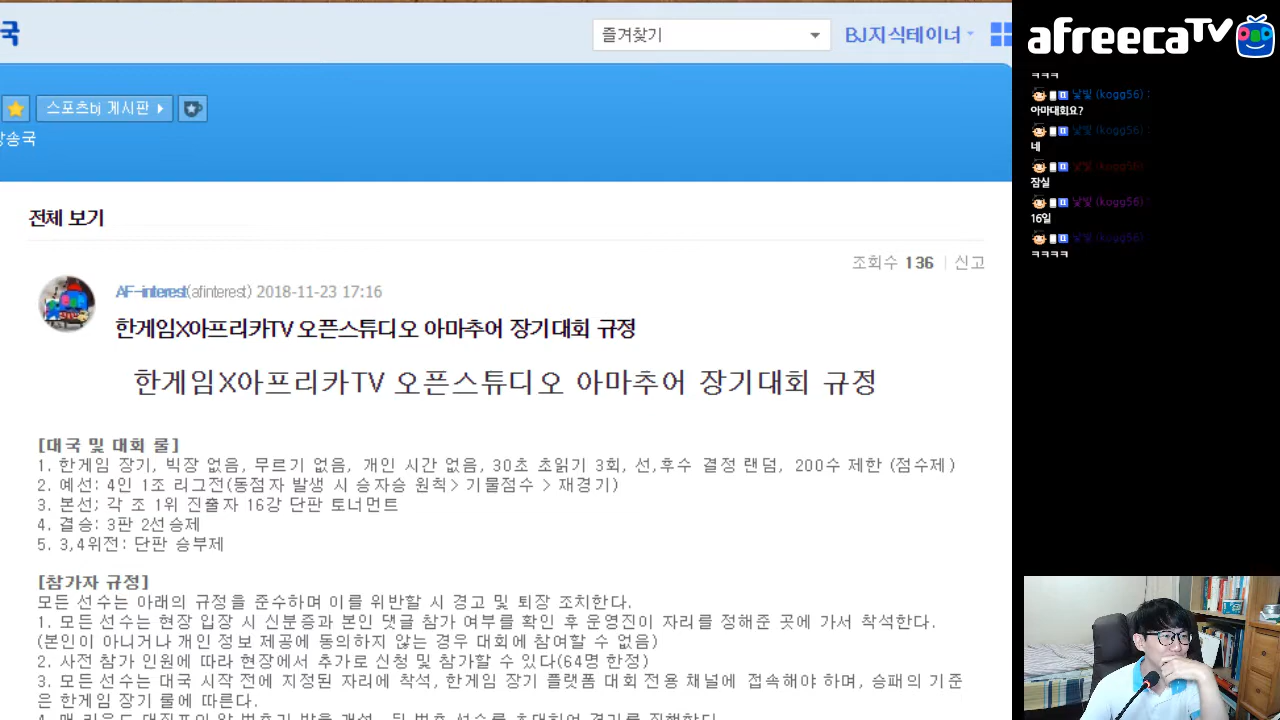 국
즐겨찾기
BJ지식테이너
afreecaTV
스포츠bj 게시판
방송국
전체 보기
조회수 136 신고
AF-interest(afinterest) 2018-11-23 17:16
한게임X아프리카TV 오픈스튜디오 아마추어 장기대회 규정
한게임X아프리카TV 오픈스튜디오 아마추어 장기대회 규정
[대국 및 대회 룰]
1. 한게임 장기, 빅장 없음, 무르기 없음, 개인 시간 없음, 30초 초읽기 3회, 선,후수 결정 랜덤, 200수 제한 (점수제)
2. 예선: 4인 1조 리그전(동점자 발생 시 승자승 원칙> 기물점수 > 재경기)
3. 본선; 각 조 1위 진출자 16강 단판 토너먼트
4. 결승: 3판 2선승제
5. 3,4위전: 단판 승부제
[참가자 규정]
모든 선수는 아래의 규정을 준수하며 이를 위반할 시 경고 및 퇴장 조치한다.
1. 모든 선수는 현장 입장 시 신분증과 본인 댓글 참가 여부를 확인 후 운영진이 자리를 정해준 곳에 가서 착석한다.
(본인이 아니거나 개인 정보 제공에 동의하지 않는 경우 대회에 참여할 수 없음)
2. 사전 참가 인원에 따라 현장에서 추가로 신청 및 참가할 수 있다(64명 한정)
3. 모든 선수는 대국 시작 전에 지정된 자리에 착석, 한게임 장기 플랫폼 대회 전용 채널에 접속해야 하며, 승패의 기준
은 한게임 장기 룰에 따른다.
ㅋㅋㅋ
낮빛 (kogg56) :
아마대회요?
낮빛 (kogg56) :
네
낮빛 (kogg56) :
잠실
낮빛 (kogg56) :
16일
낮빛 (kogg56) :
ㅋㅋㅋㅋ